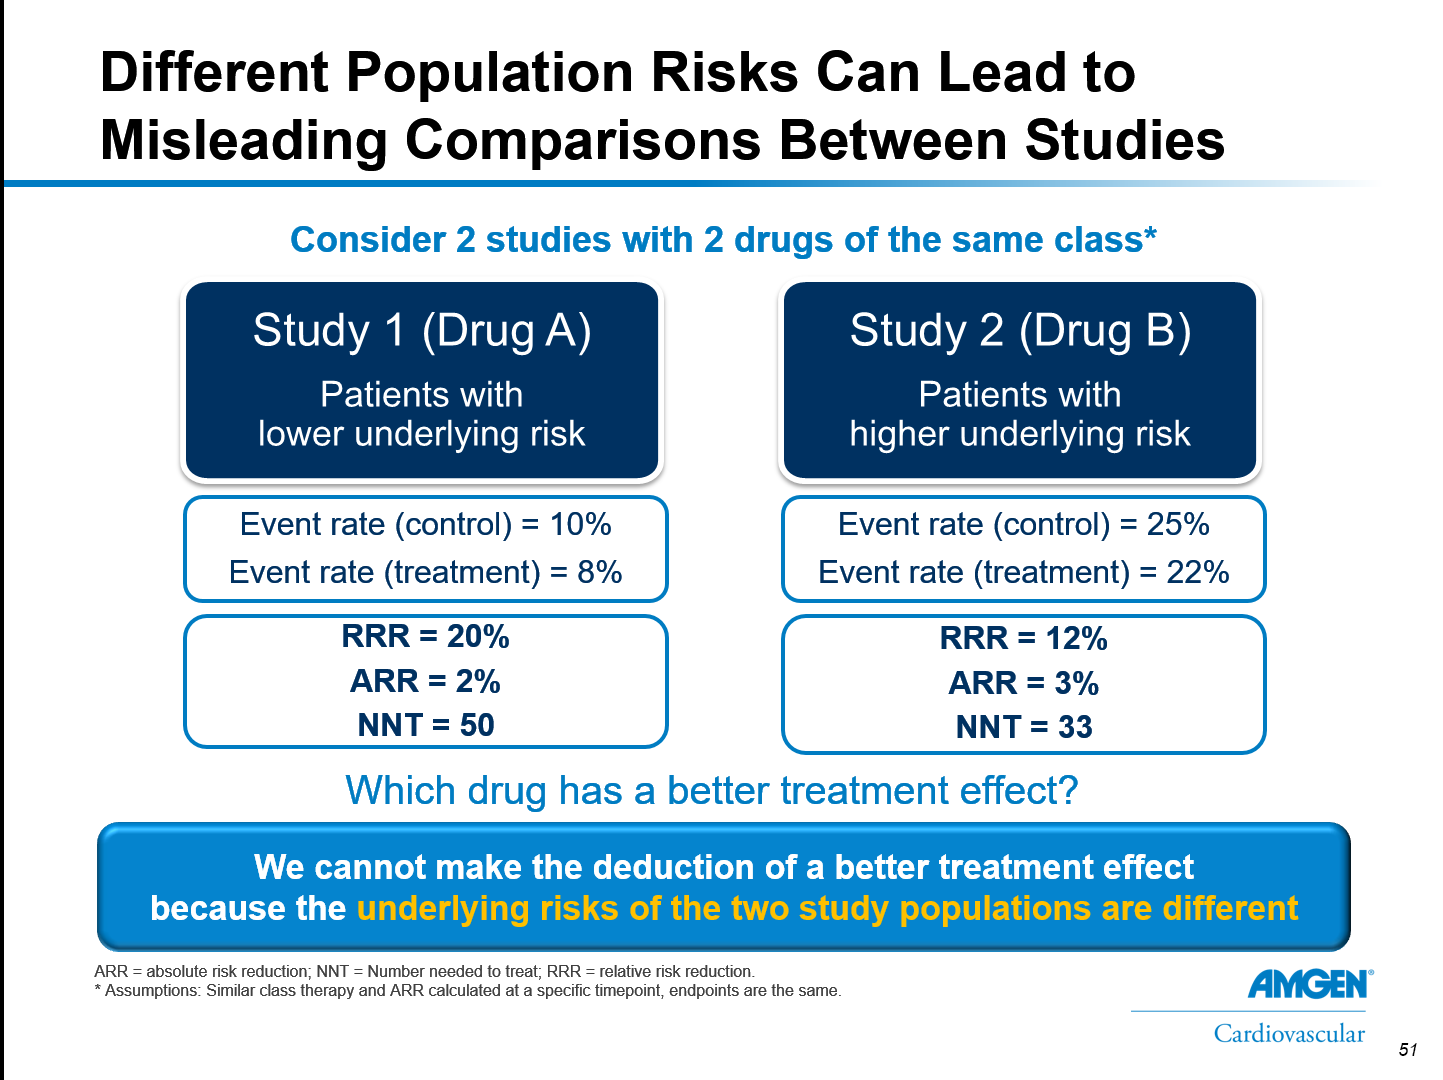 Different Population Risks Can Lead to
Misleading Comparisons Between Studies
Consider 2 studies with 2 drugs of the same class*
Study 1 (Drug A)
Patients with
lower underlying risk
Event rate (control) = 10%
Event rate (treatment) = 8%
RRR = 20%
ARR = 2%
NNT = 50
Study 2 (Drug B)
Patients with
higher underlying risk
Event rate (control) = 25%
Event rate (treatment) = 22%
RRR = 12%
ARR = 3%
NNT = 33
Which drug has a better treatment effect?
We cannot make the deduction of a better treatment effect
because the underlying risks of the two study populations are different
ARR = absolute risk reduction; NNT = Number needed to treat; RRR = relative risk reduction.
* Assumptions: Similar class therapy and ARR calculated at a specific timepoint, endpoints are the same.
AMGEN®
Cardiovascular
51